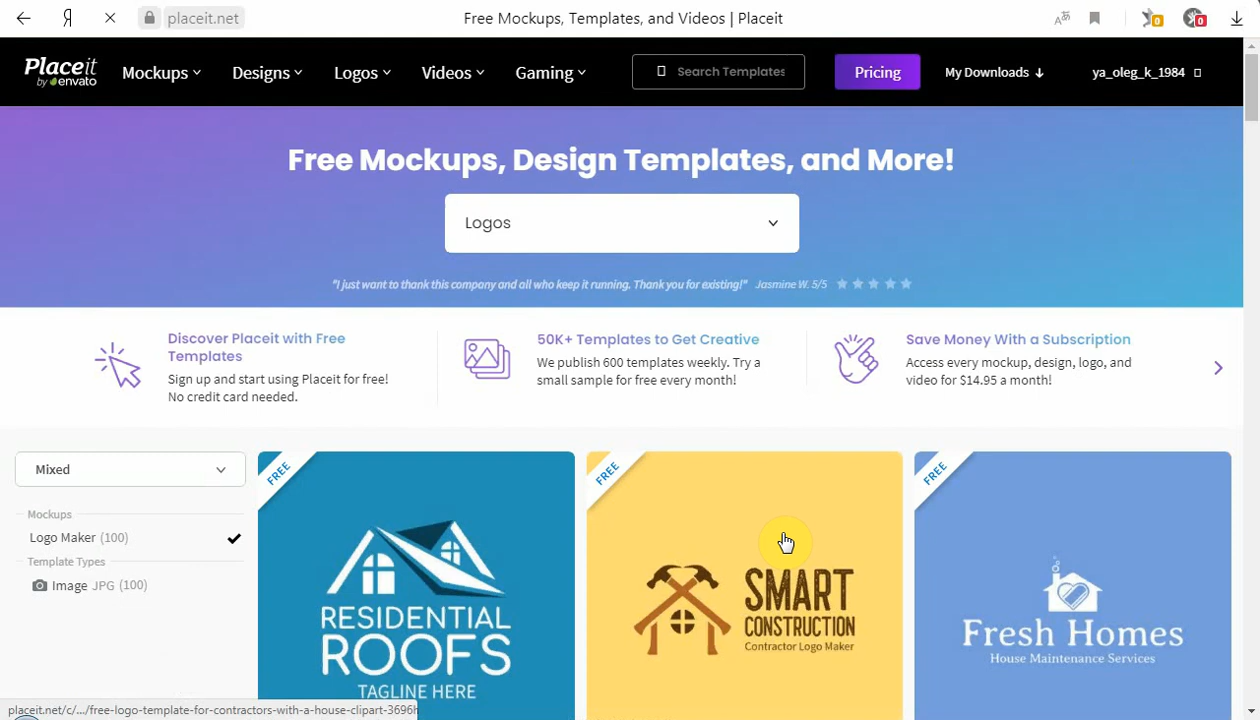 placeit.net
Free Mockups, Templates, and Videos | Placeit
0
0
Placeit
by envato
Mockups
Designs
Logos
Videos
Gaming
Search Templates
Pricing
My Downloads
ya_oleg_k_1984
Free Mockups, Design Templates, and More!
Logos
"I just want to thank this company and all who keep it running. Thank you for existing!" Jasmine W. 5/5
Discover Placeit with Free
Templates
Sign up and start using Placeit for free!
No credit card needed.
50K+ Templates to Get Creative
We publish 600 templates weekly. Try a
small sample for free every month!
Save Money With a Subscription
Access every mockup, design, logo, and
video for $14.95 a month!
Mixed
Mockups
Logo Maker (100)
Template Types
Image JPG (100)
FREE
RESIDENTIAL
ROOFS
TAGLINE HERE
FREE
SMART
CONSTRUCTION
Contractor Logo Maker
FREE
Fresh Homes
House Maintenance Services
placeit.net/c/.../free-logo-template-for-contractors-with-a-house-clipart-3696h